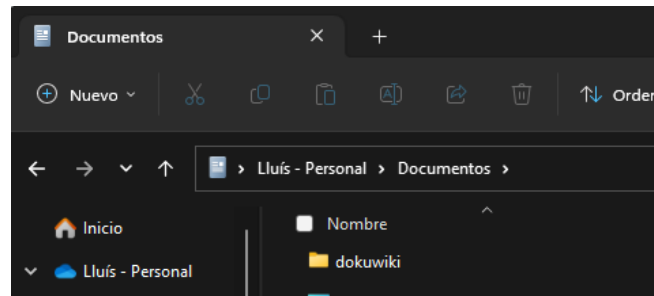 Documentos
Nuevo
Order
Lluís - Personal > Documentos >
Inicio
Nombre
dokuwiki
Lluís - Personal